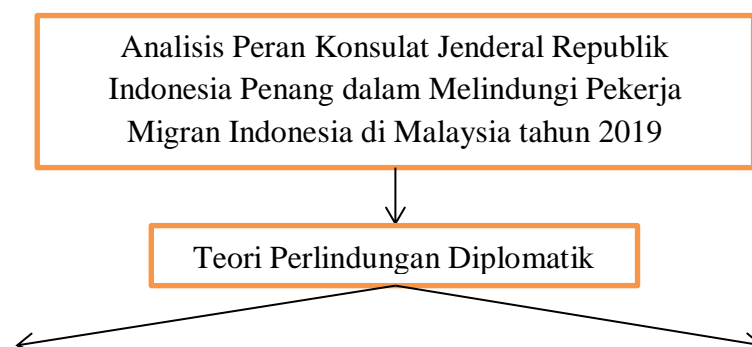 Analisis Peran Konsulat Jenderal Republik
Indonesia Penang dalam Melindungi Pekerja
Migran Indonesia di Malaysia tahun 2019
Teori Perlindungan Diplomatik